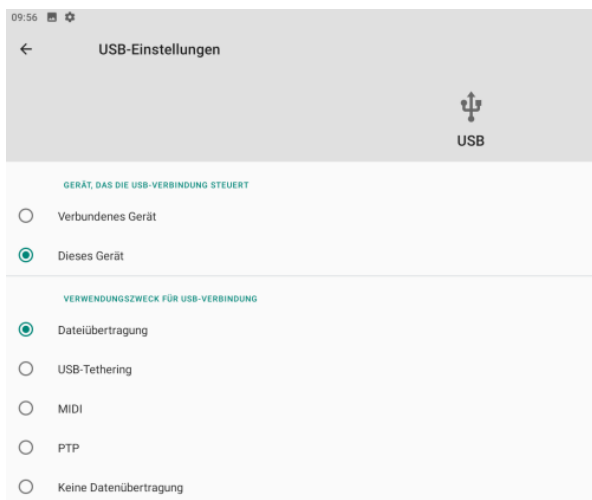 09:56
USB-Einstellungen
USB
GERÄT, DAS DIE USB-VERBINDUNG STEUERT
Verbundenes Gerät
Dieses Gerät
VERWENDUNGSZWECK FÜR USB-VERBINDUNG
Dateiübertragung
USB-Tethering
MIDI
PTP
Keine Datenübertragung